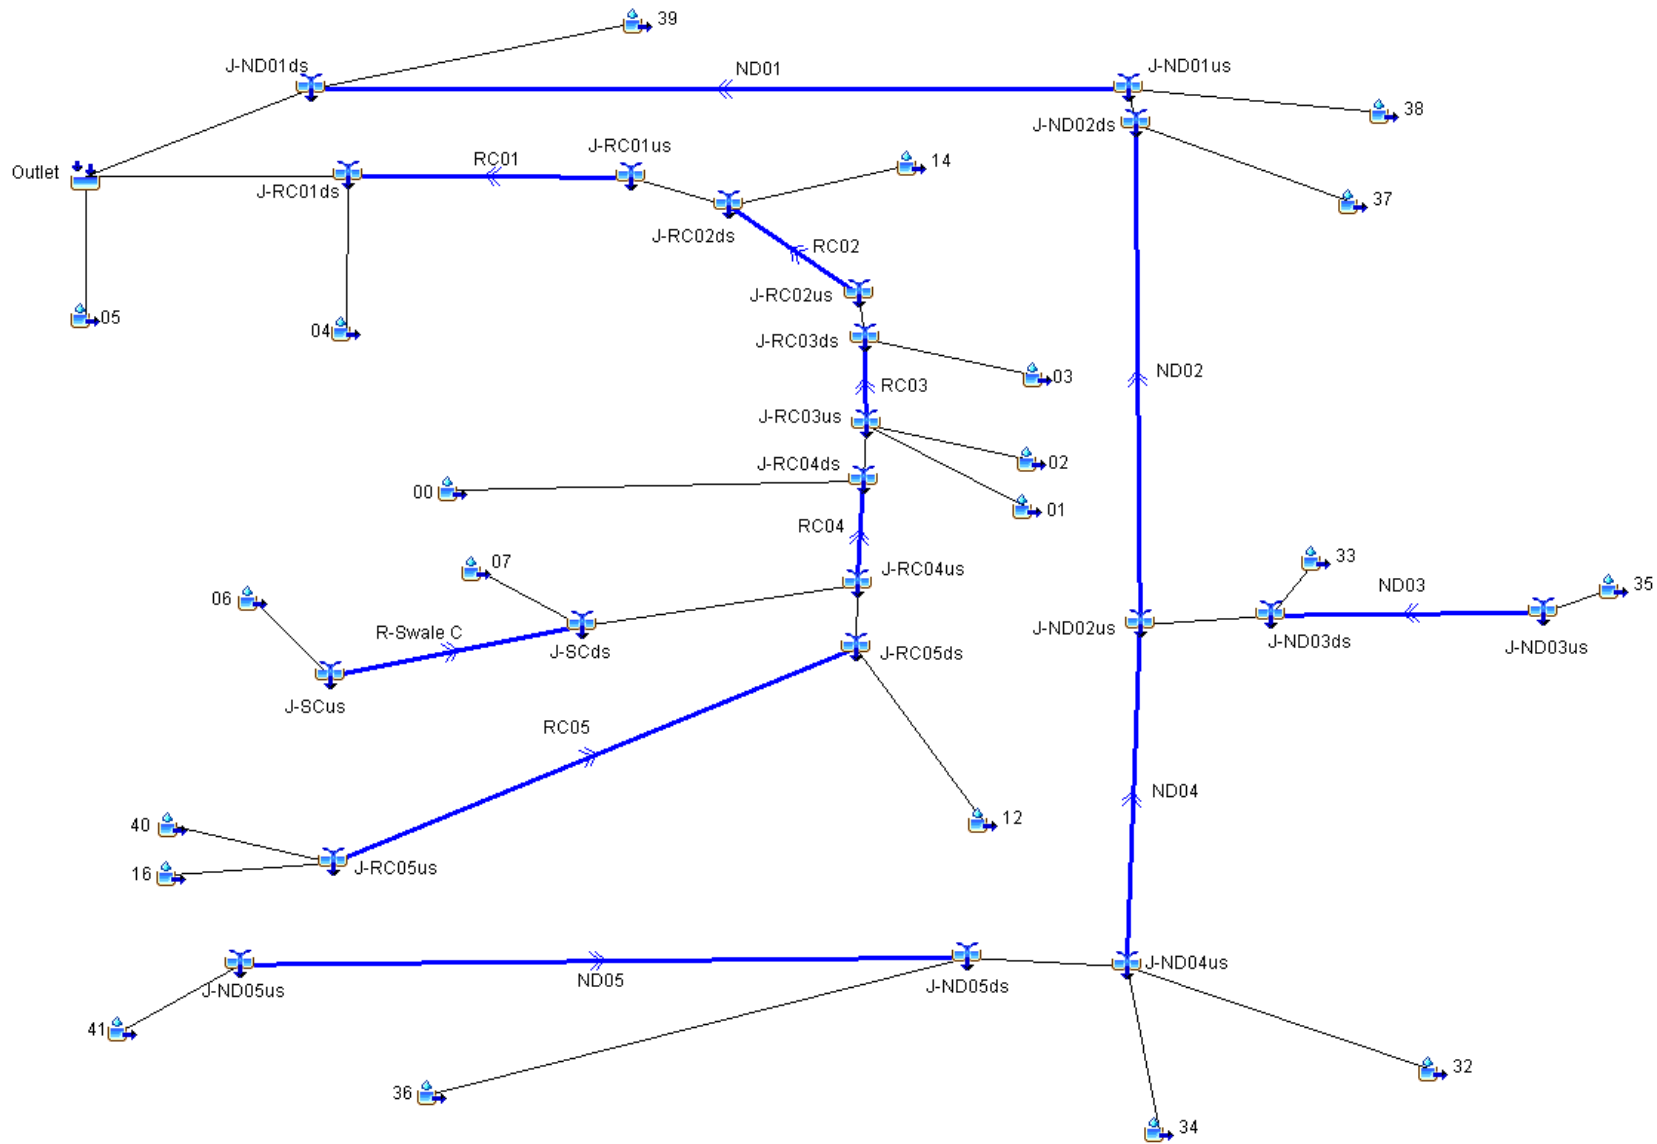 39
J-ND01ds
ND01
J-ND01us
38
J-ND02ds
J-RC01us
14
RC01
Outlet
J-RC01ds
37
J-RC02ds
RC02
J-RC02us
05
04
J-RC03ds
03
ND02
RC03
J-RC03us
02
J-RC04ds
00
01
RC04
07
33
J-RC04us
ND03
35
06
R-Swale C
J-ND02us
J-SCds
J-ND03ds
J-ND03us
J-RC05ds
J-SCus
RC05
ND04
40
12
16
J-RC05us
J-ND04us
ND05
J-ND05us
J-ND05ds
41
32
36
34